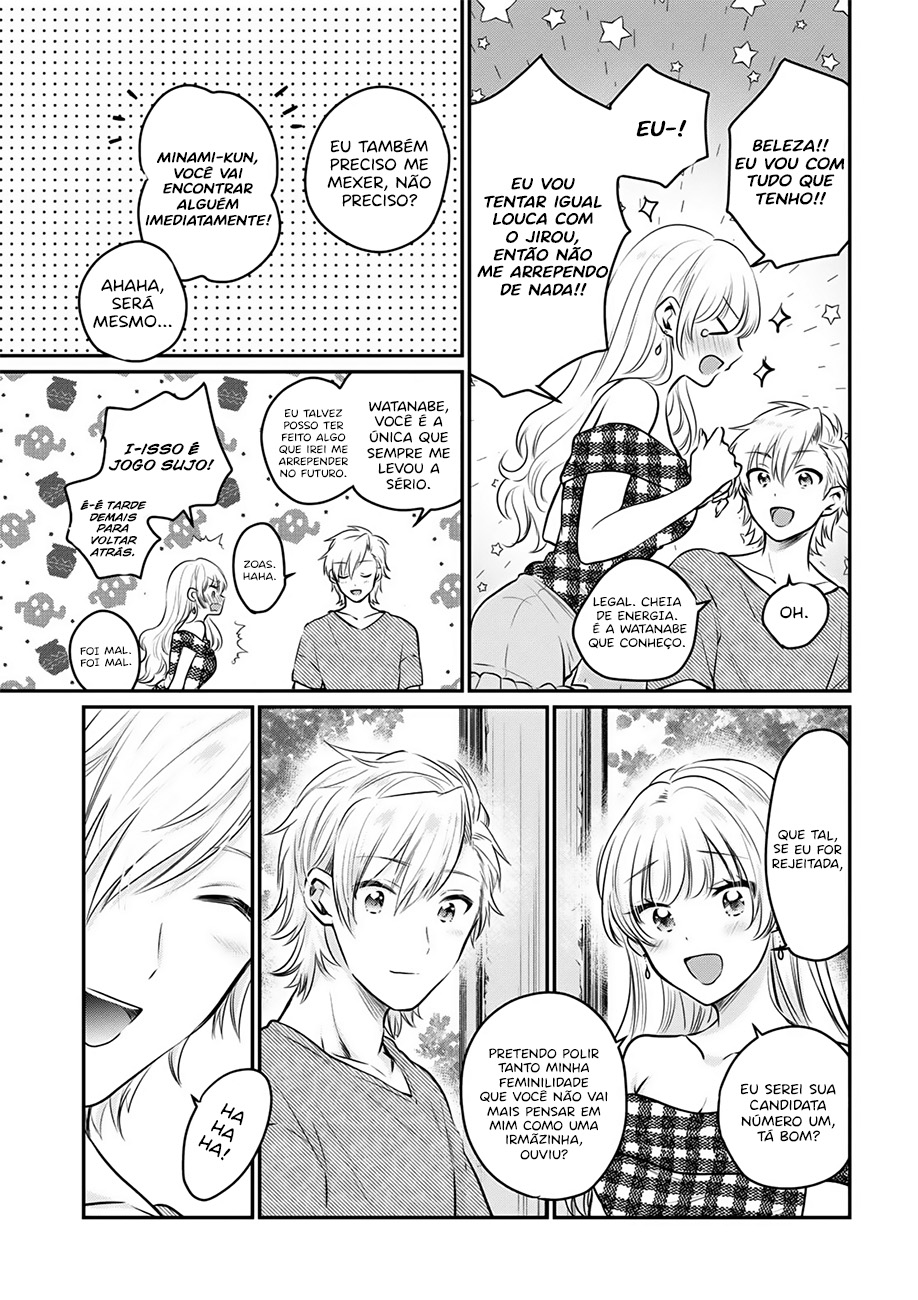 BELEZA!!
EU VOU COM
TUDO QUE
TENHO!!
EU-!
EU VOU
TENTAR IGUAL
LOUCA COM
O JIROU,
ENTÃO NÃO
ME ARREPENDO
DE NADA!!
OH.
LEGAL. CHEIA
DE ENERGIA.
É A WATANABE
QUE CONHEÇO.
EU TAMBÉM
PRECISO ME
MEXER, NÃO
PRECISO?
MINAMI-KUN,
VOCÊ VAI
ENCONTRAR
ALGUÉM
IMEDIATAMENTE!
AHAHA,
SERÁ
MESMO...
WATANABE,
VOCÊ É A
ÚNICA QUE
SEMPRE ME
LEVOU A
SÉRIO.
EU TALVEZ
POSSO TER
FEITO ALGO
QUE IREI ME
ARREPENDER
NO FUTURO.
I-ISSO É
JOGO SUJO!
É-É TARDE
DEMAIS
PARA
VOLTAR
ATRÁS.
ZOAS.
HAHA.
FOI MAL.
FOI MAL.
QUE TAL,
SE EU FOR
REJEITADA,
EU SEREI SUA
CANDIDATA
NÚMERO UM,
TÁ BOM?
PRETENDO POLIR
TANTO MINHA
FEMINILIDADE
QUE VOCÊ NÃO VAI
MAIS PENSAR EM
MIM COMO UMA
IRMÃZINHA,
OUVIU?
HA
HA
HA!